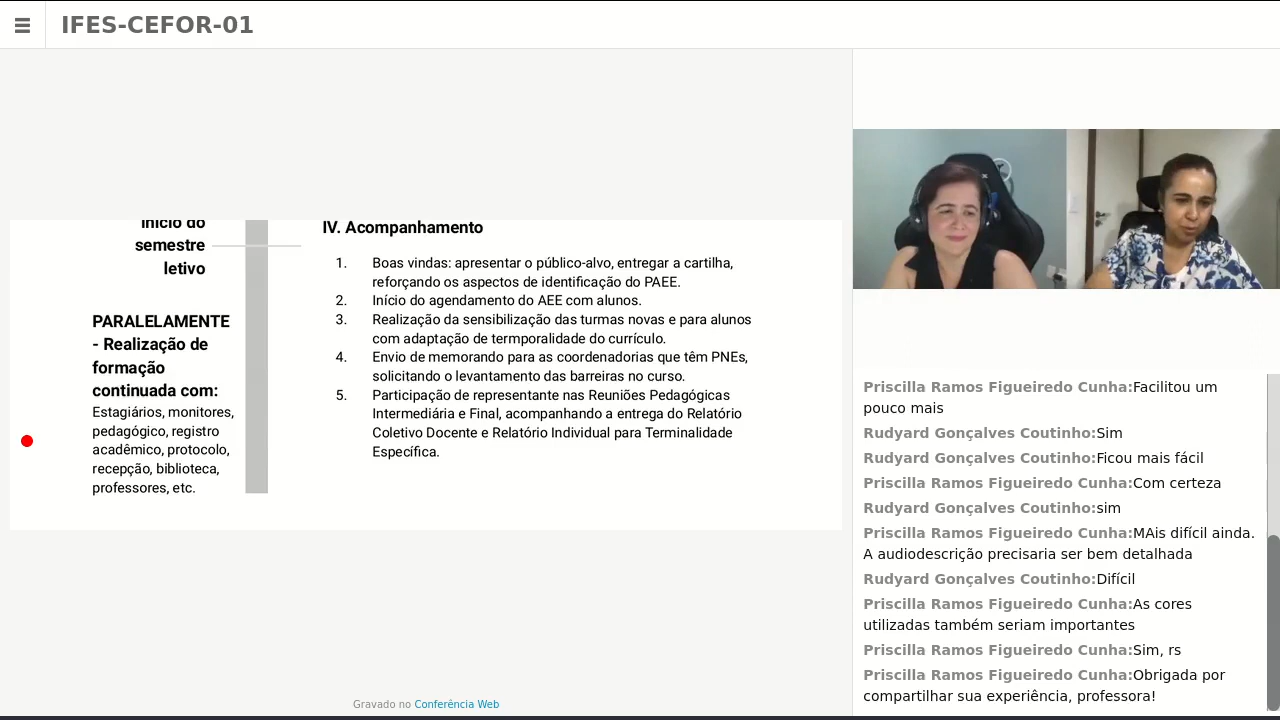 IFES-CEFOR-01
Início do
semestre
letivo
PARALELAMENTE
- Realização de
formação
continuada com:
Estagiários, monitores,
pedagógico, registro
acadêmico, protocolo,
recepção, biblioteca,
professores, etc.
IV. Acompanhamento
1. Boas vindas: apresentar o público-alvo, entregar a cartilha,
reforçando os aspectos de identificação do PAEE.
2. Início do agendamento do AEE com alunos.
3. Realização da sensibilização das turmas novas e para alunos
com adaptação de termporalidade do currículo.
4. Envio de memorando para as coordenadorias que têm PNEs,
solicitando o levantamento das barreiras no curso.
5. Participação de representante nas Reuniões Pedagógicas
Intermediária e Final, acompanhando a entrega do Relatório
Coletivo Docente e Relatório Individual para Terminalidade
Específica.
Priscilla Ramos Figueiredo Cunha:Facilitou um
pouco mais
Rudyard Gonçalves Coutinho:Sim
Rudyard Gonçalves Coutinho:Ficou mais fácil
Priscilla Ramos Figueiredo Cunha:Com certeza
Rudyard Gonçalves Coutinho:sim
Priscilla Ramos Figueiredo Cunha:MAis difícil ainda.
A audiodescrição precisaria ser bem detalhada
Rudyard Gonçalves Coutinho:Difícil
Priscilla Ramos Figueiredo Cunha:As cores
utilizadas também seriam importantes
Priscilla Ramos Figueiredo Cunha:Sim, rs
Priscilla Ramos Figueiredo Cunha:Obrigada por
compartilhar sua experiência, professora!
Gravado no Conferência Web